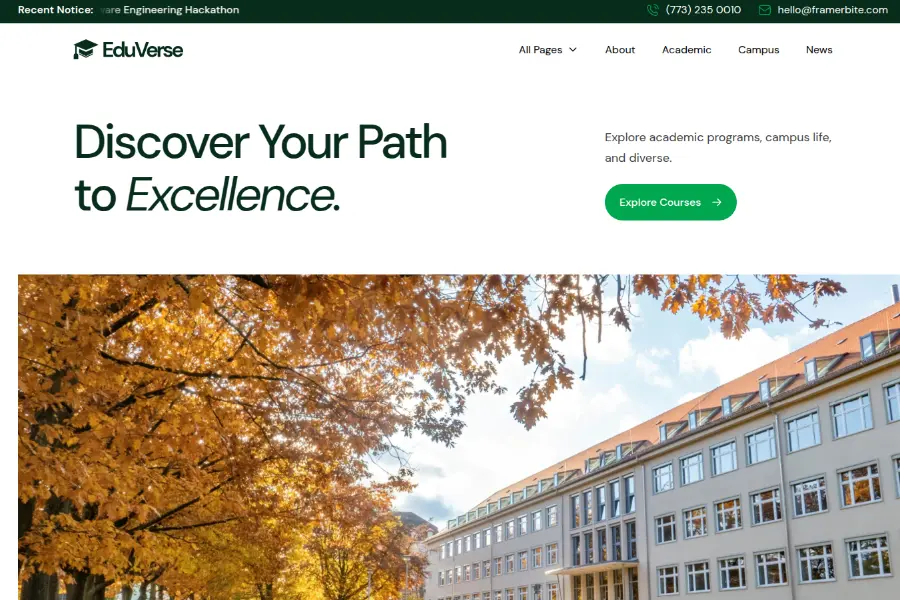 Recent Notice: Engineering Hackathon
(773) 235 0010
hello@framerbite.com
EduVerse
All Pages
About
Academic
Campus
News
Discover Your Path
to Excellence.
Explore academic programs, campus life,
and diverse.
Explore Courses